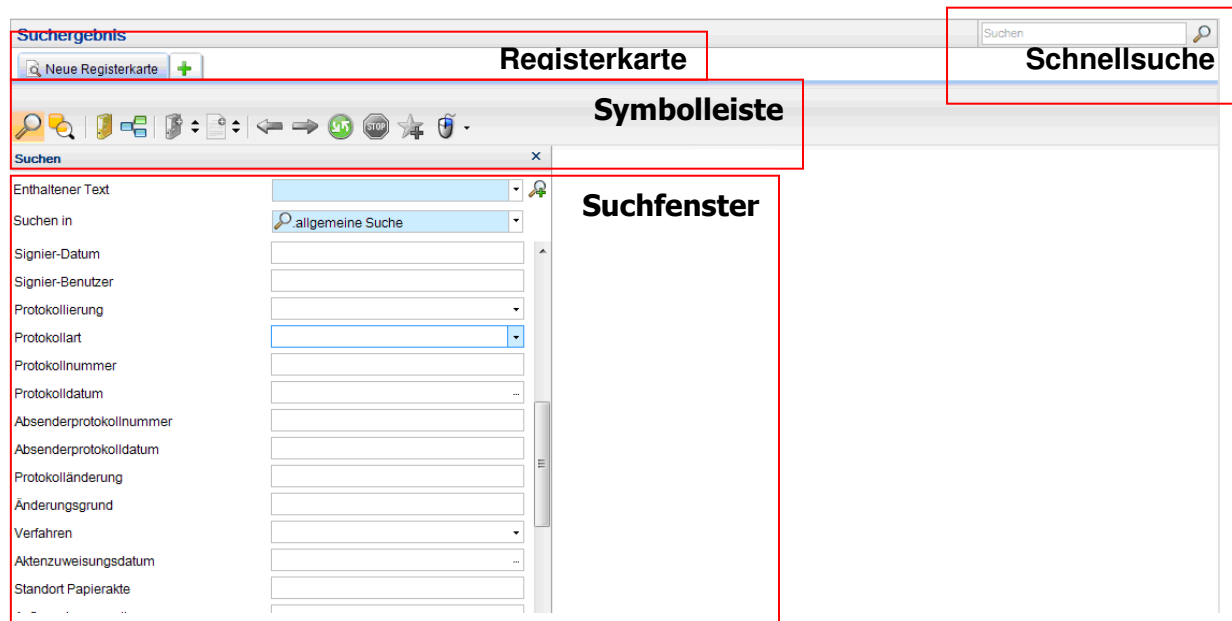 Suchergebnis
Suchen
Neue Registerkarte
Registerkarte
Schnellsuche
Symbolleiste
STOP
Suchen
Enthaltener Text
Suchfenster
Suchen in
.allgemeine Suche
Signier-Datum
Signier-Benutzer
Protokollierung
Protokollart
Protokollnummer
Protokolldatum
Absenderprotokollnummer
Absenderprotokolldatum
Protokolländerung
Änderungsgrund
Verfahren
Aktenzuweisungsdatum
Standort Papierakte